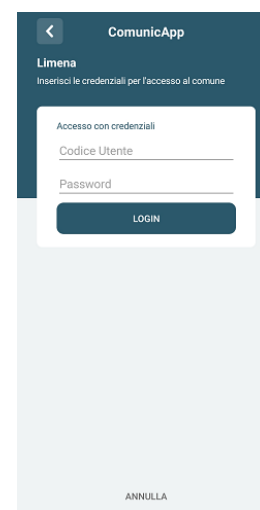 ComunicApp
Limena
Inserisci le credenziali per l'accesso al comune
Accesso con credenziali
Codice Utente
Password
LOGIN
ANNULLA